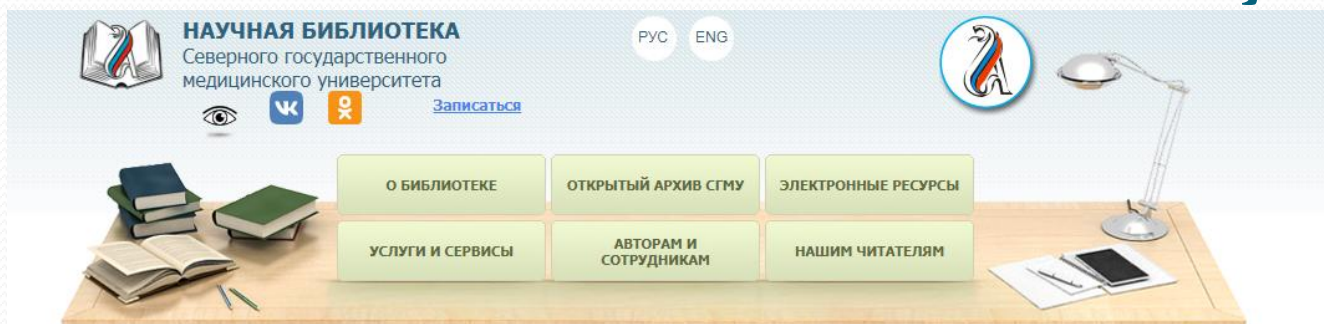 НАУЧНАЯ БИБЛИОТЕКА
Северного государственного
медицинского университета
РУС ENG
Записаться
О БИБЛИОТЕКЕ
ОТКРЫТЫЙ АРХИВ СГМУ
ЭЛЕКТРОННЫЕ РЕСУРСЫ
УСЛУГИ И СЕРВИСЫ
АВТОРАМ И
СОТРУДНИКАМ
НАШИМ ЧИТАТЕЛЯМ